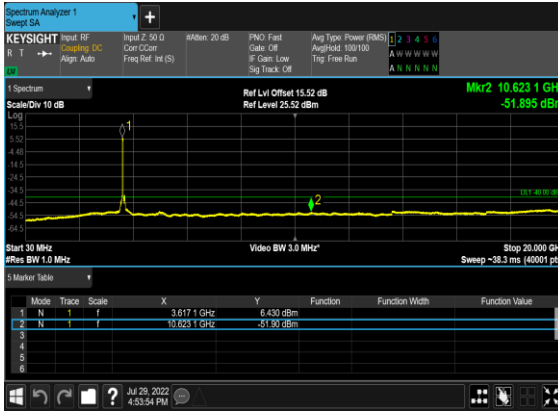 Spectrum Analyzer 1
Swept SA
+
KEYSIGHT Input: RF Input Z: 50 Ω #Atten: 20 dB PNO: Fast Avg Type: Power (RMS) 1 2 3 4 5 6
R T Coupling: DC Corr CCorr Gate: Off Avg|Hold: 100/100 A W W W W W
Align: Auto Freq Ref: Int (S) IF Gain: Low Trig: Free Run
Sig Track: Off A N N N N N
1 Spectrum Ref Lvl Offset 15.52 dB Mkr2 10.623 1 GH
Scale/Div 10 dB Ref Level 25.52 dBm -51.895 dB
Log
15.5
5.52
-4.48
-14.5
-24.5
-34.5
-44.5
-54.5
-64.5
1
2
DL1 -40.00 dB
Start 30 MHz Video BW 3.0 MHz* Stop 20.000 GH
#Res BW 1.0 MHz Sweep ~38.3 ms (40001 pt
5 Marker Table
Mode Trace Scale X Y Function Function Width Function Value
1 N 1 f 3.617 1 GHz 6.430 dBm
2 N 1 f 10.623 1 GHz -51.90 dBm
3
4
5
6
? Jul 29, 2022
4:53:54 PM